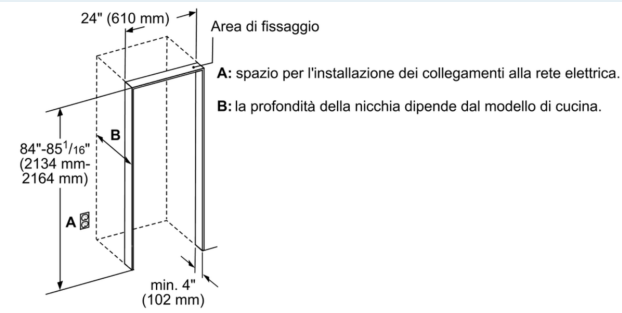 24" (610 mm)
Area di fissaggio
A: spazio per l'installazione dei collegamenti alla rete elettrica.
B: la profondità della nicchia dipende dal modello di cucina.
B
84"-85¹/16"
(2134 mm-
2164 mm)
A
min. 4"
(102 mm)